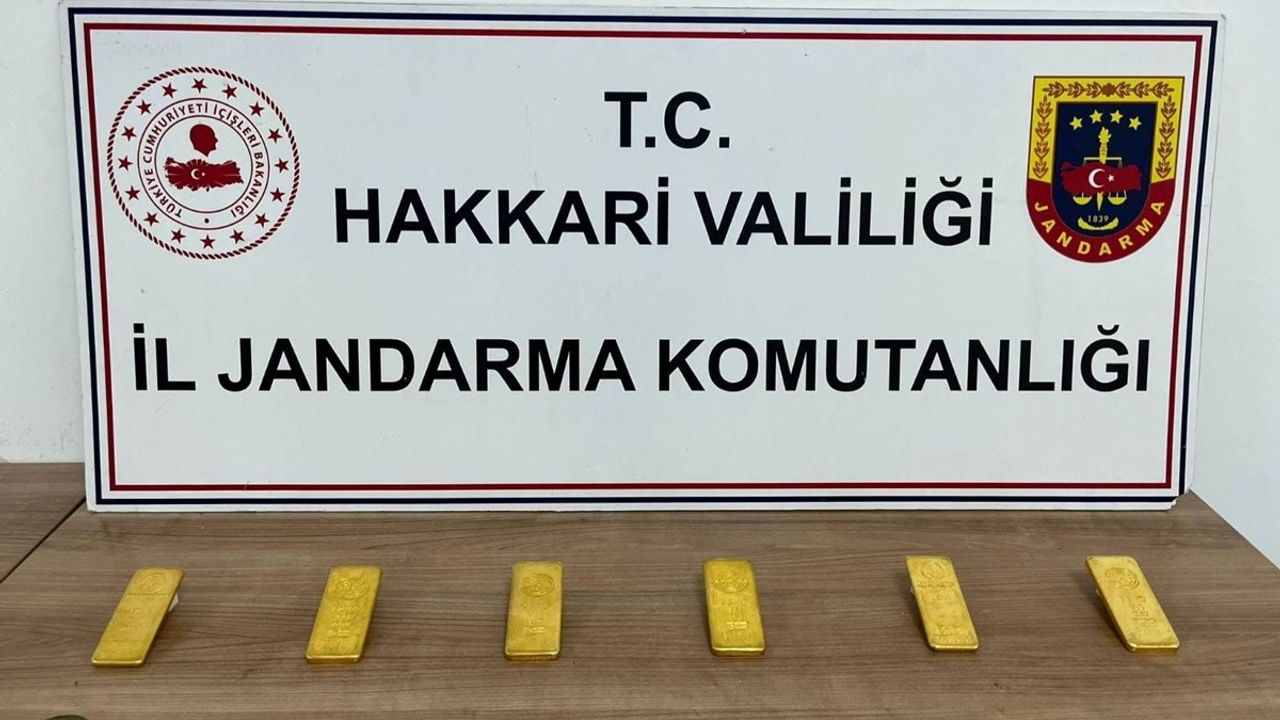 T.C.
HAKKARİ VALİLİĞİ
İL JANDARMA KOMUTANLIĞI
TÜRKİYE CUMHURİYETİ İÇİŞLERİ BAKANLIĞI
1839
JANDARMA